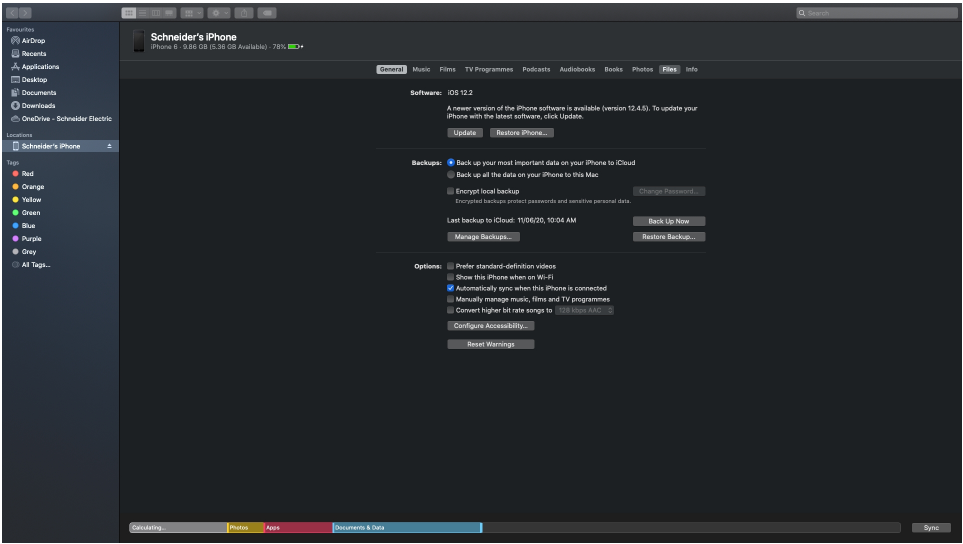 Search
Favourites
AirDrop
Recents
Applications
Desktop
Documents
Downloads
OneDrive - Schneider Electric
Locations
Schneider's iPhone
Tags
Red
Orange
Yellow
Green
Blue
Purple
Grey
All Tags...
Schneider's iPhone
iPhone 6 · 9.86 GB (5.36 GB Available) · 78%
General Music Films TV Programmes Podcasts Audiobooks Books Photos Files Info
Software: iOS 12.2
A newer version of the iPhone software is available (version 12.4.5). To update your
iPhone with the latest software, click Update.
Update Restore iPhone...
Backups: Back up your most important data on your iPhone to iCloud
Back up all the data on your iPhone to this Mac
Encrypt local backup Change Password...
Encrypted backups protect passwords and sensitive personal data.
Last backup to iCloud: 11/06/20, 10:04 AM Back Up Now
Manage Backups... Restore Backup...
Options: Prefer standard-definition videos
Show this iPhone when on Wi-Fi
Automatically sync when this iPhone is connected
Manually manage music, films and TV programmes
Convert higher bit rate songs to 128 kbps AAC
Configure Accessibility...
Reset Warnings
Calculating... Photos Apps Documents & Data Sync